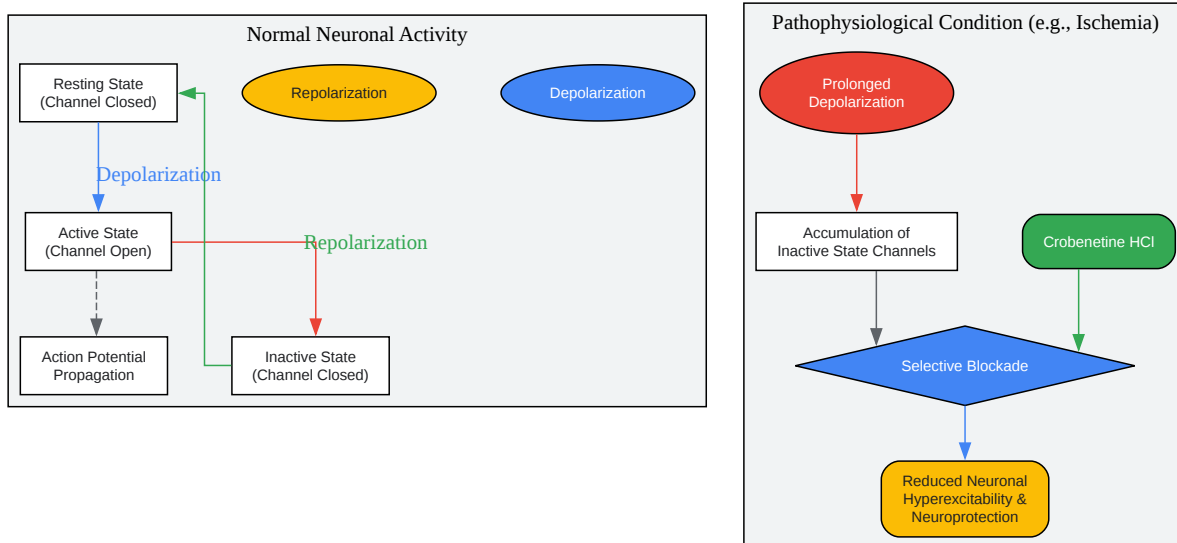 Normal Neuronal Activity
Resting State
(Channel Closed)
Repolarization
Depolarization
Depolarization
Active State
(Channel Open)
Repolarization
Action Potential
Propagation
Inactive State
(Channel Closed)
Pathophysiological Condition (e.g., Ischemia)
Prolonged
Depolarization
Accumulation of
Inactive State Channels
Crobenetine HCl
Selective Blockade
Reduced Neuronal
Hyperexcitability &
Neuroprotection